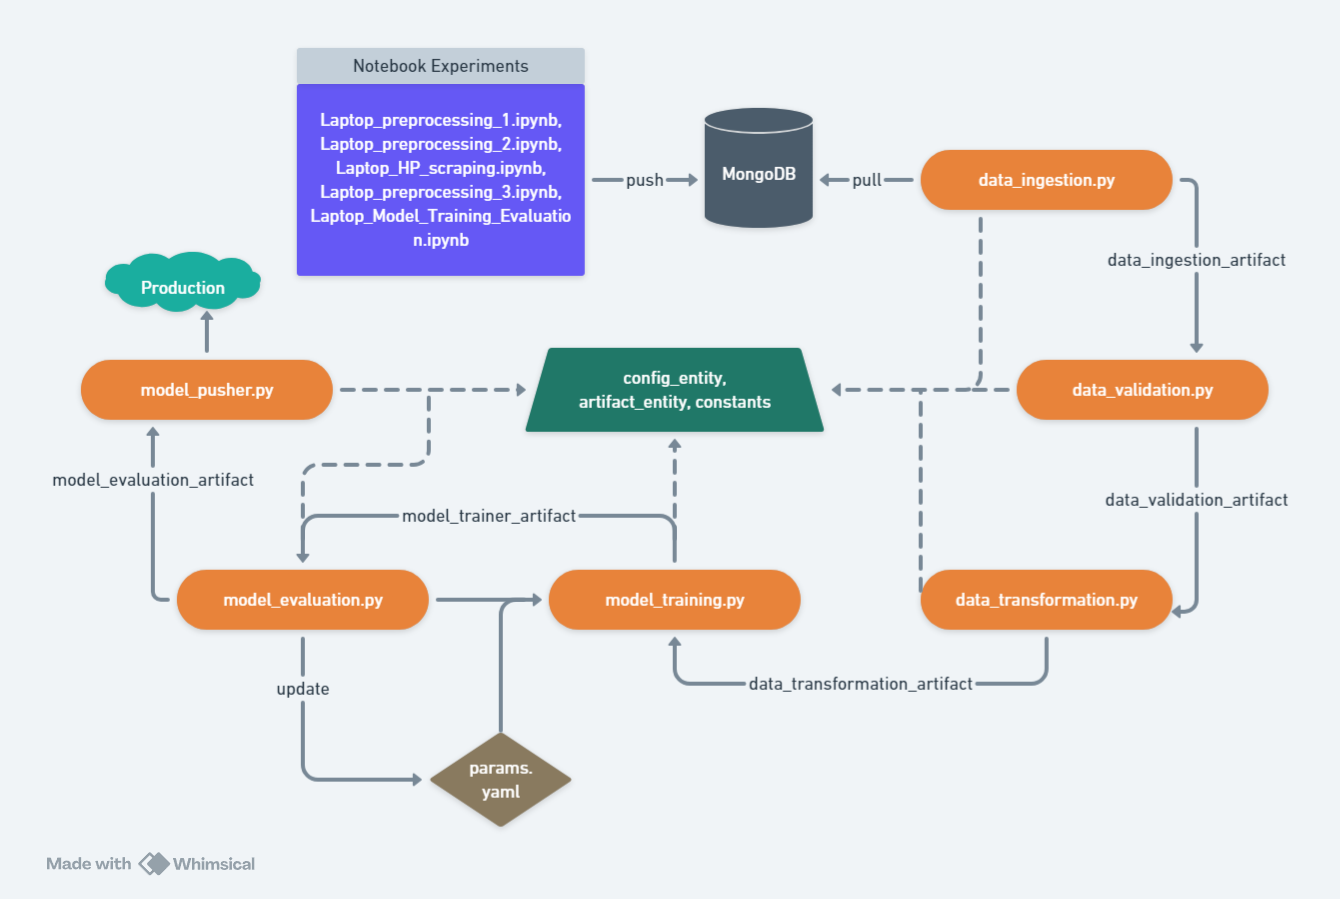 Notebook Experiments
Laptop_preprocessing_1.ipynb,
Laptop_preprocessing_2.ipynb,
Laptop_HP_scraping.ipynb,
Laptop_preprocessing_3.ipynb,
Laptop_Model_Training_Evaluatio
n.ipynb
push
MongoDB
pull
data_ingestion.py
data_ingestion_artifact
Production
model_pusher.py
config_entity,
artifact_entity, constants
data_validation.py
model_evaluation_artifact
model_trainer_artifact
data_validation_artifact
model_evaluation.py
model_training.py
data_transformation.py
update
data_transformation_artifact
params.
yaml
Made with Whimsical